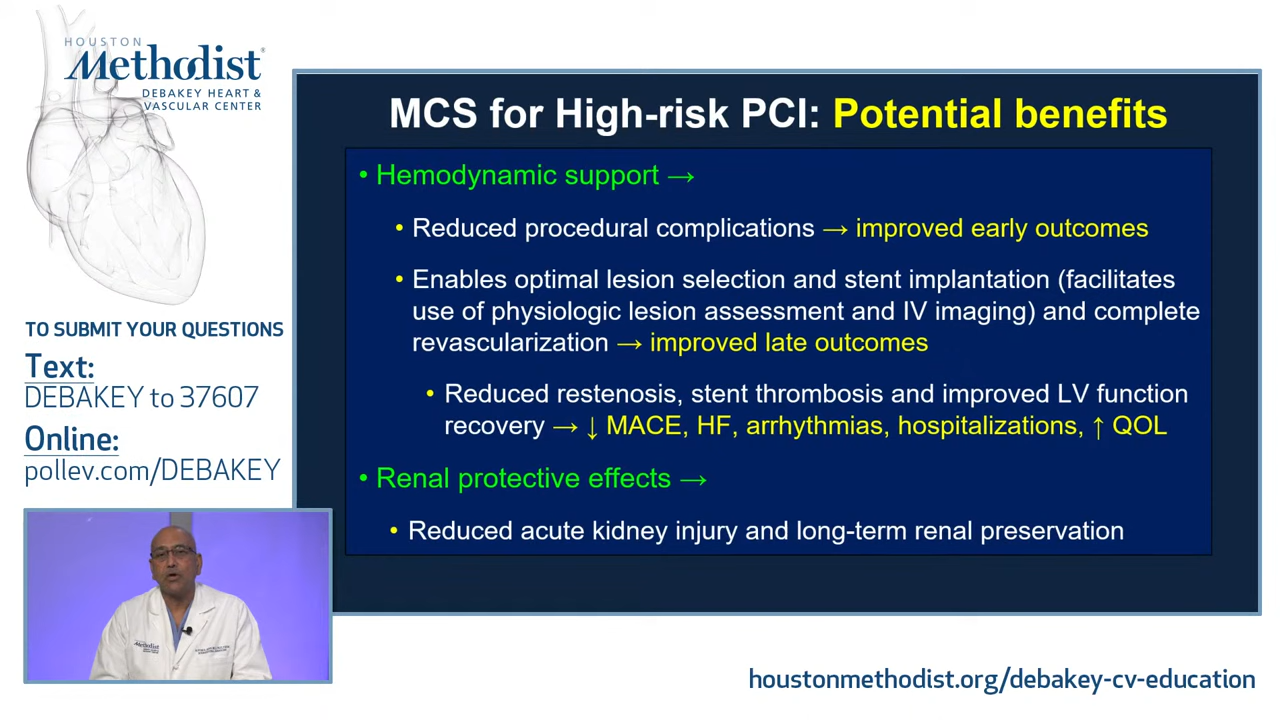 HOUSTON
Methodist®
DEBAKEY HEART &
VASCULAR CENTER
TO SUBMIT YOUR QUESTIONS
Text:
DEBAKEY to 37607
Online:
pollev.com/DEBAKEY
MCS for High-risk PCI: Potential benefits
• Hemodynamic support →
• Reduced procedural complications → improved early outcomes
• Enables optimal lesion selection and stent implantation (facilitates
use of physiologic lesion assessment and IV imaging) and complete
revascularization → improved late outcomes
• Reduced restenosis, stent thrombosis and improved LV function
recovery → ↓ MACE, HF, arrhythmias, hospitalizations, ↑ QOL
• Renal protective effects →
• Reduced acute kidney injury and long-term renal preservation
Methodist
houstonmethodist.org/debakey-cv-education